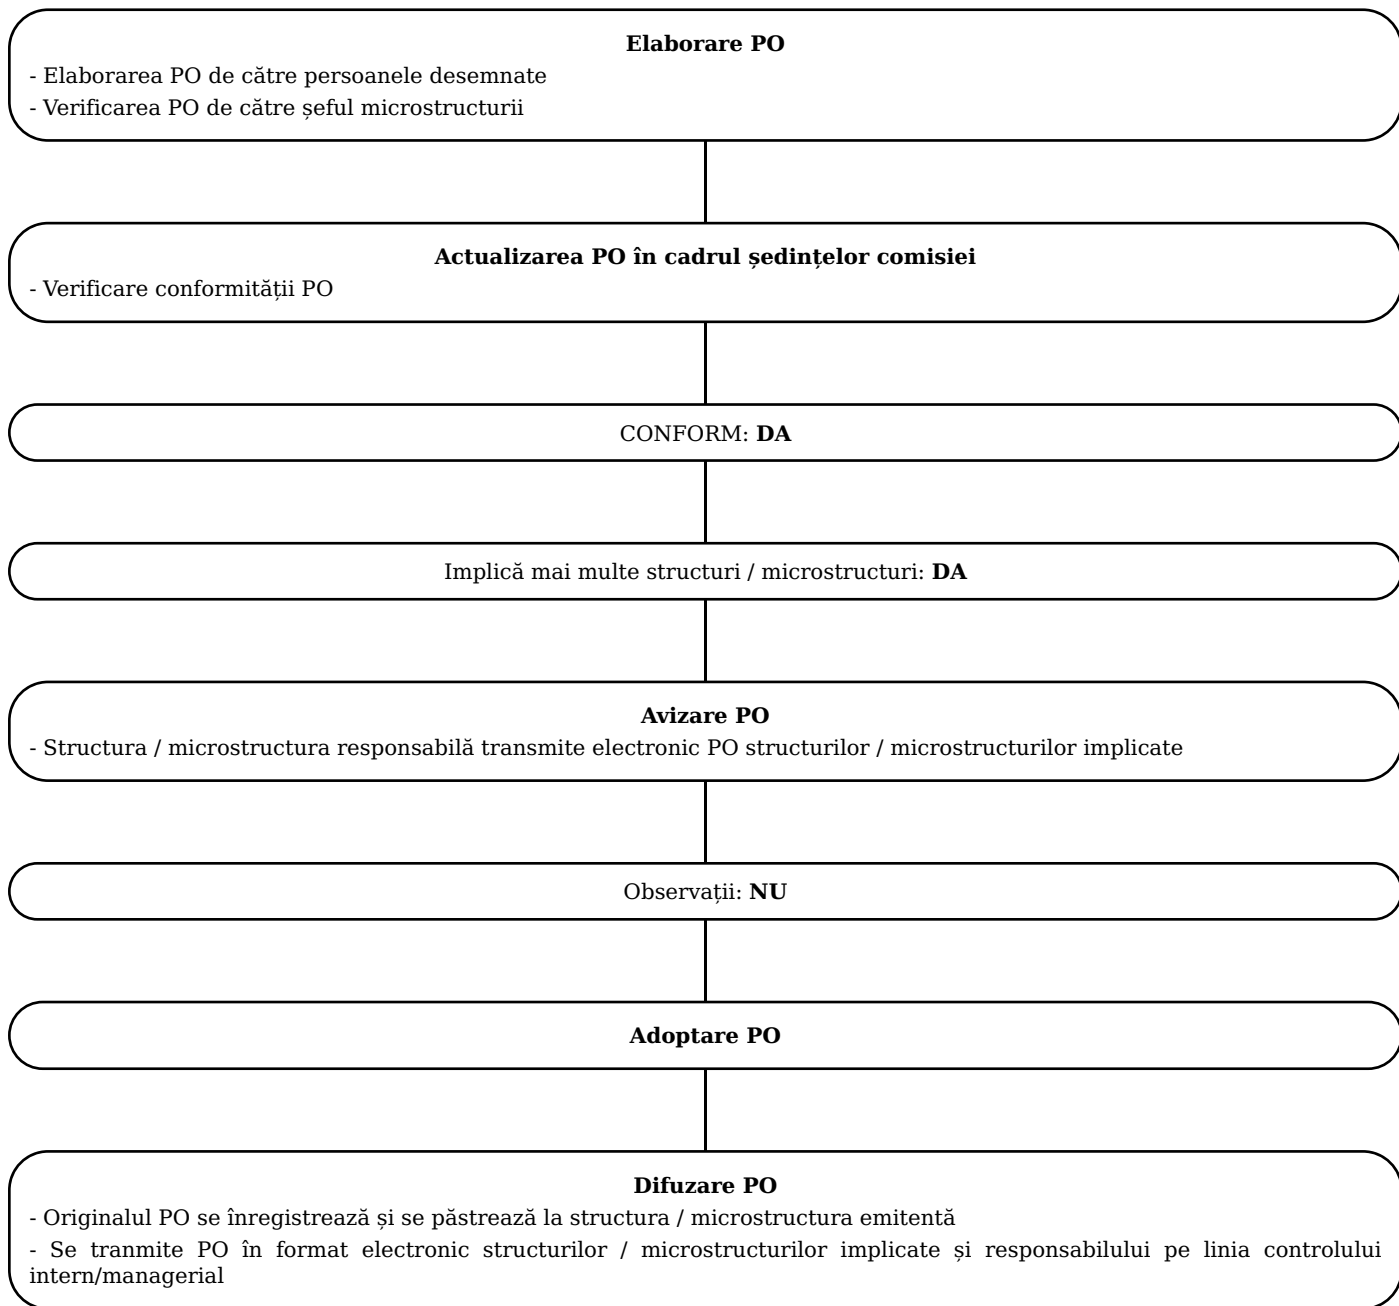 Elaborare PO
- Elaborarea PO de către persoanele desemnate
- Verificarea PO de către șeful microstructurii
Actualizarea PO în cadrul ședințelor comisiei
- Verificare conformității PO
CONFORM: DA
Implică mai multe structuri / microstructuri: DA
Avizare PO
- Structura / microstructura responsabilă transmite electronic PO structurilor / microstructurilor implicate
Observații: NU
Adoptare PO
Difuzare PO
- Originalul PO se înregistrează și se păstrează la structura / microstructura emitentă
- Se tranmite PO în format electronic structurilor / microstructurilor implicate și responsabilului pe linia controlului
intern/managerial